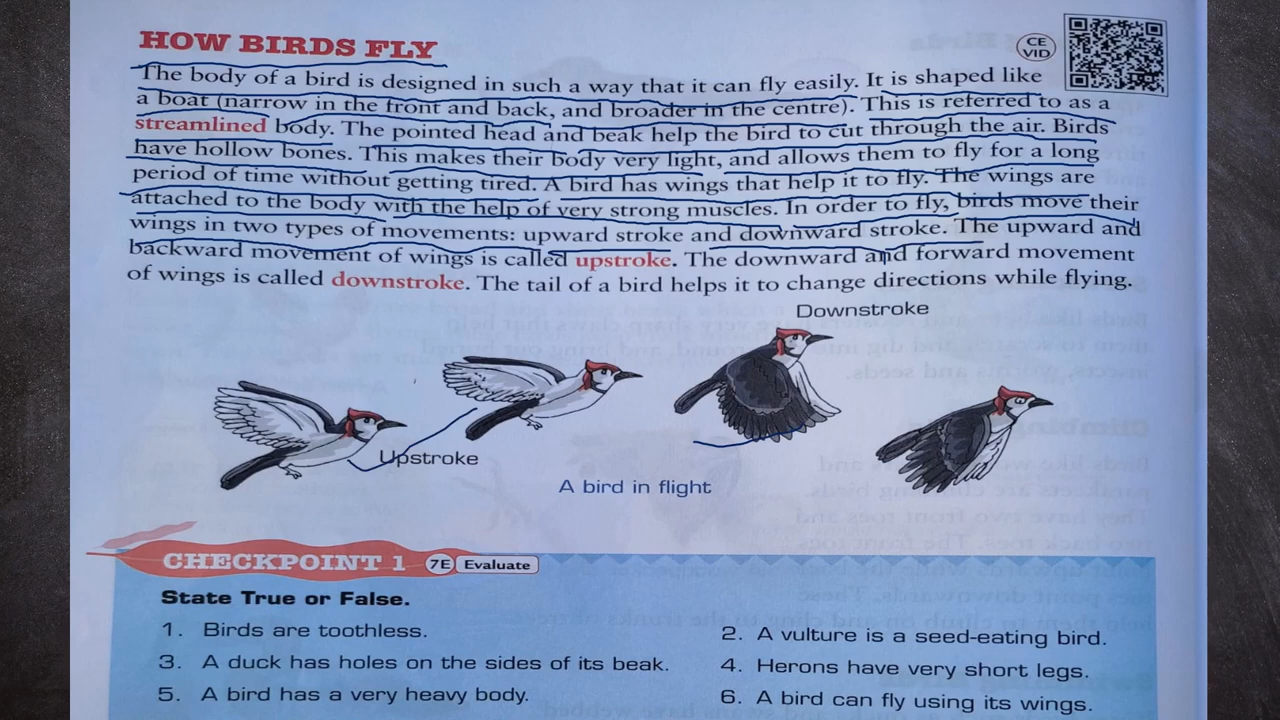 HOW BIRDS FLY
CE
VID
The body of a bird is designed in such a way that it can fly easily. It is shaped like
a boat (narrow in the front and back, and broader in the centre). This is referred to as a
streamlined body. The pointed head and beak help the bird to cut through the air. Birds
have hollow bones. This makes their body very light, and allows them to fly for a long
period of time without getting tired. A bird has wings that help it to fly. The wings are
attached to the body with the help of very strong muscles. In order to fly, birds move their
wings in two types of movements: upward stroke and downward stroke. The upward and
backward movement of wings is called upstroke. The downward and forward movement
of wings is called downstroke. The tail of a bird helps it to change directions while flying.
Downstroke
Upstroke
A bird in flight
CHECKPOINT 1 7E Evaluate
State True or False.
1. Birds are toothless. 2. A vulture is a seed-eating bird.
3. A duck has holes on the sides of its beak. 4. Herons have very short legs.
5. A bird has a very heavy body. 6. A bird can fly using its wings.